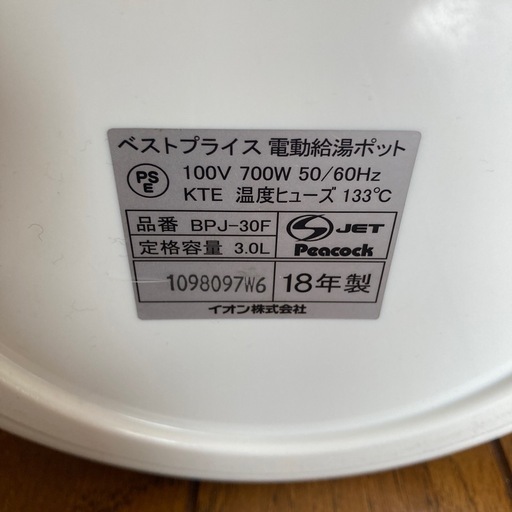 ベストプライス 電動給湯ポット
PSE 100V 700W 50/60Hz
KTE 温度ヒューズ 133℃
品番 BPJ-30F
定格容量 3.0L
S JET
Peacock
1098097W6 18年製
イオン株式会社